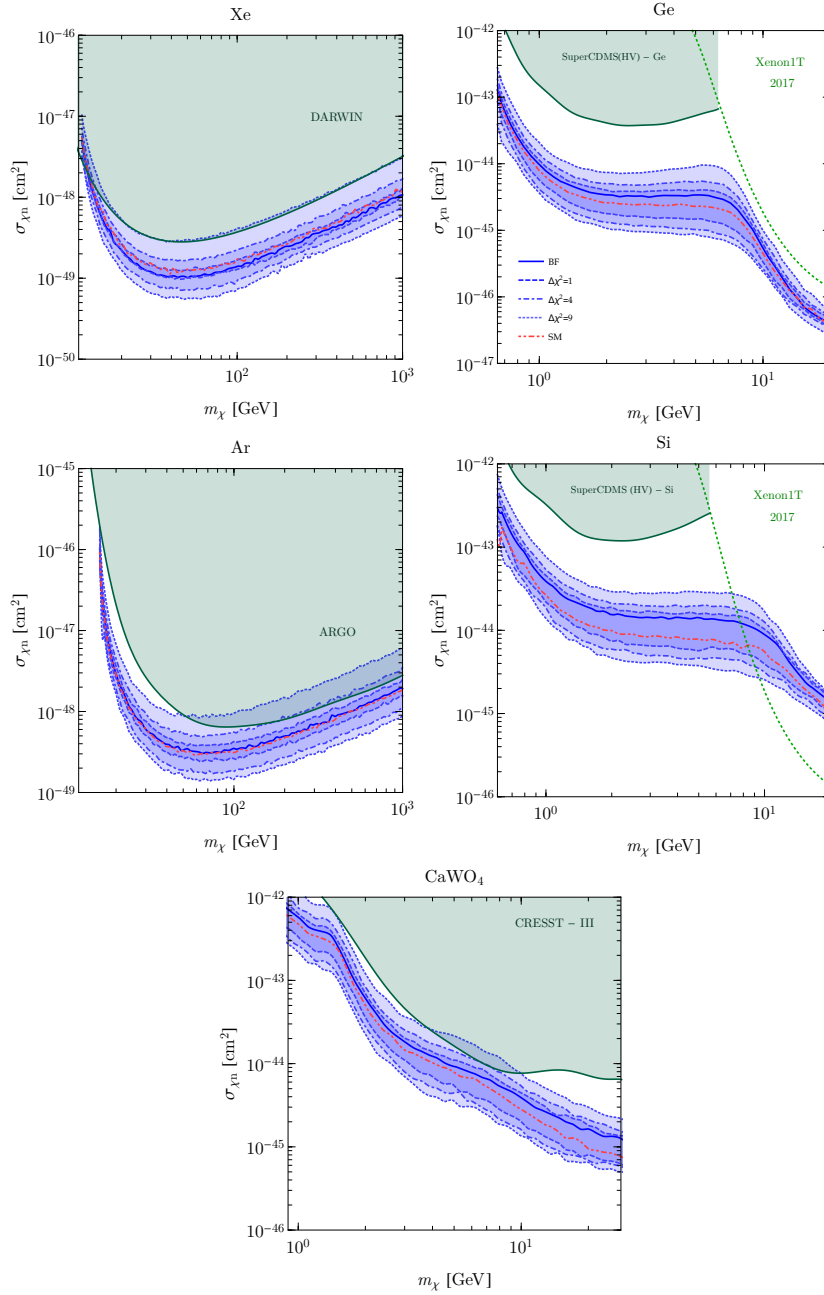 Xe
10⁻⁴⁶
10⁻⁴⁷
10⁻⁴⁸
10⁻⁴⁹
10⁻⁵⁰
σχn [cm²]
DARWIN
10²
10³
mχ [GeV]
Ge
10⁻⁴²
10⁻⁴³
10⁻⁴⁴
10⁻⁴⁵
10⁻⁴⁶
10⁻⁴⁷
σχn [cm²]
SuperCDMS(HV) − Ge
Xenon1T
2017
BF
Δχ²=1
Δχ²=4
Δχ²=9
SM
10⁰
10¹
mχ [GeV]
Ar
10⁻⁴⁵
10⁻⁴⁶
10⁻⁴⁷
10⁻⁴⁸
10⁻⁴⁹
σχn [cm²]
ARGO
10²
10³
mχ [GeV]
Si
10⁻⁴²
10⁻⁴³
10⁻⁴⁴
10⁻⁴⁵
10⁻⁴⁶
σχn [cm²]
SuperCDMS (HV) − Si
Xenon1T
2017
10⁰
10¹
mχ [GeV]
CaWO₄
10⁻⁴²
10⁻⁴³
10⁻⁴⁴
10⁻⁴⁵
10⁻⁴⁶
σχn [cm²]
CRESST − III
10⁰
10¹
mχ [GeV]